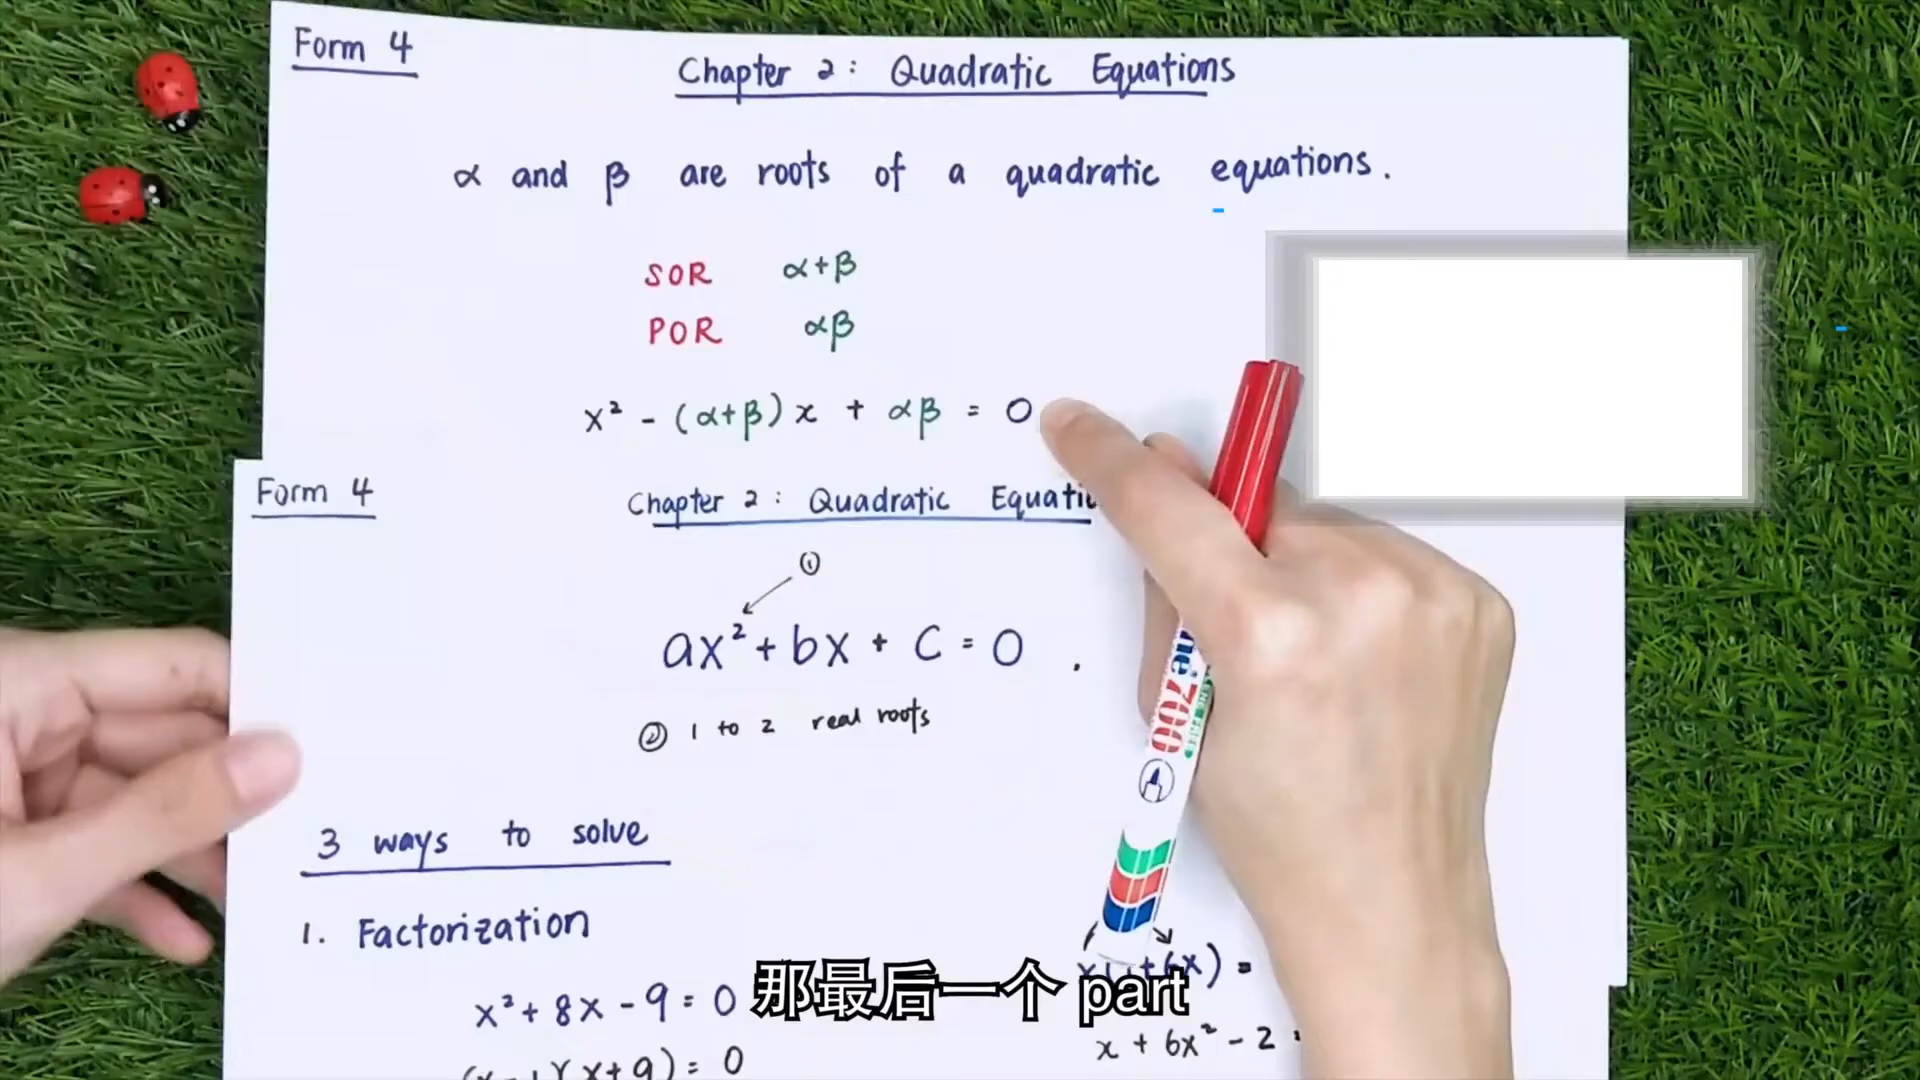 Form 4
Chapter 2: Quadratic Equations
α and β are roots of a quadratic equations.
SOR α+β
POR αβ
x² - (α+β)x + αβ = 0
Form 4
Chapter 2: Quadratic
①
ax² + bx + c = 0
② 1 to 2 real roots
3 ways to solve
1. Factorization
x² + 8x - 9 = 0
x + 6x² - 2
700
那最后一个 part